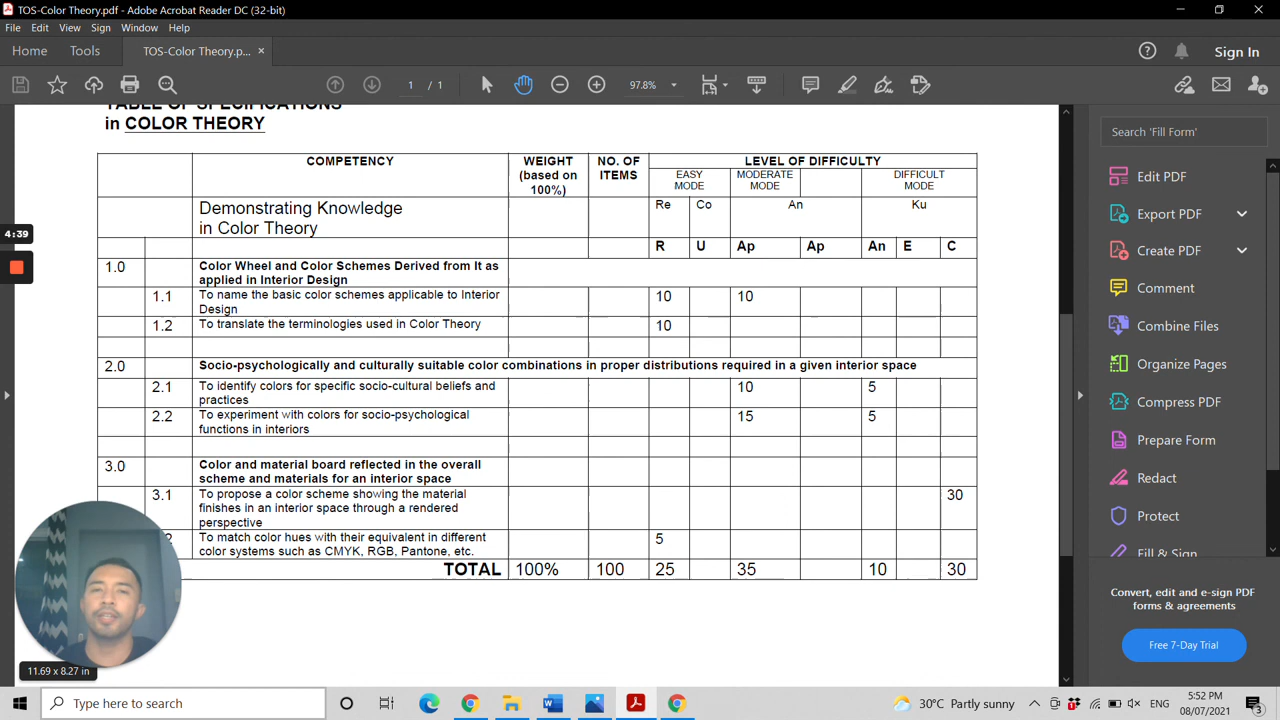 TOS-Color Theory.pdf - Adobe Acrobat Reader DC (32-bit)
File Edit View Sign Window Help
Home Tools TOS-Color Theory.p... × Sign In
1 / 1 97.8%
TABLE OF SPECIFICATIONS
in COLOR THEORY
Search 'Fill Form'
COMPETENCY WEIGHT (based on 100%) NO. OF ITEMS LEVEL OF DIFFICULTY
EASY MODE MODERATE MODE DIFFICULT MODE
Demonstrating Knowledge
in Color Theory
Re Co An Ku
R U Ap Ap An E C
1.0 Color Wheel and Color Schemes Derived from It as
applied in Interior Design
1.1 To name the basic color schemes applicable to Interior 10 10
Design
1.2 To translate the terminologies used in Color Theory 10
2.0 Socio-psychologically and culturally suitable color combinations in proper distributions required in a given interior space
2.1 To identify colors for specific socio-cultural beliefs and 10 5
practices
2.2 To experiment with colors for socio-psychological 15 5
functions in interiors
3.0 Color and material board reflected in the overall
scheme and materials for an interior space
3.1 To propose a color scheme showing the material 30
finishes in an interior space through a rendered
perspective
2 To match color hues with their equivalent in different 5
color systems such as CMYK, RGB, Pantone, etc.
TOTAL 100% 100 25 35 10 30
4:39
11.69 x 8.27 in
Edit PDF
Export PDF
Create PDF
Comment
Combine Files
Organize Pages
Compress PDF
Prepare Form
Redact
Protect
Fill & Sign
Convert, edit and e-sign PDF
forms & agreements
Free 7-Day Trial
Type here to search
30°C Partly sunny
ENG
5:52 PM
08/07/2021
3